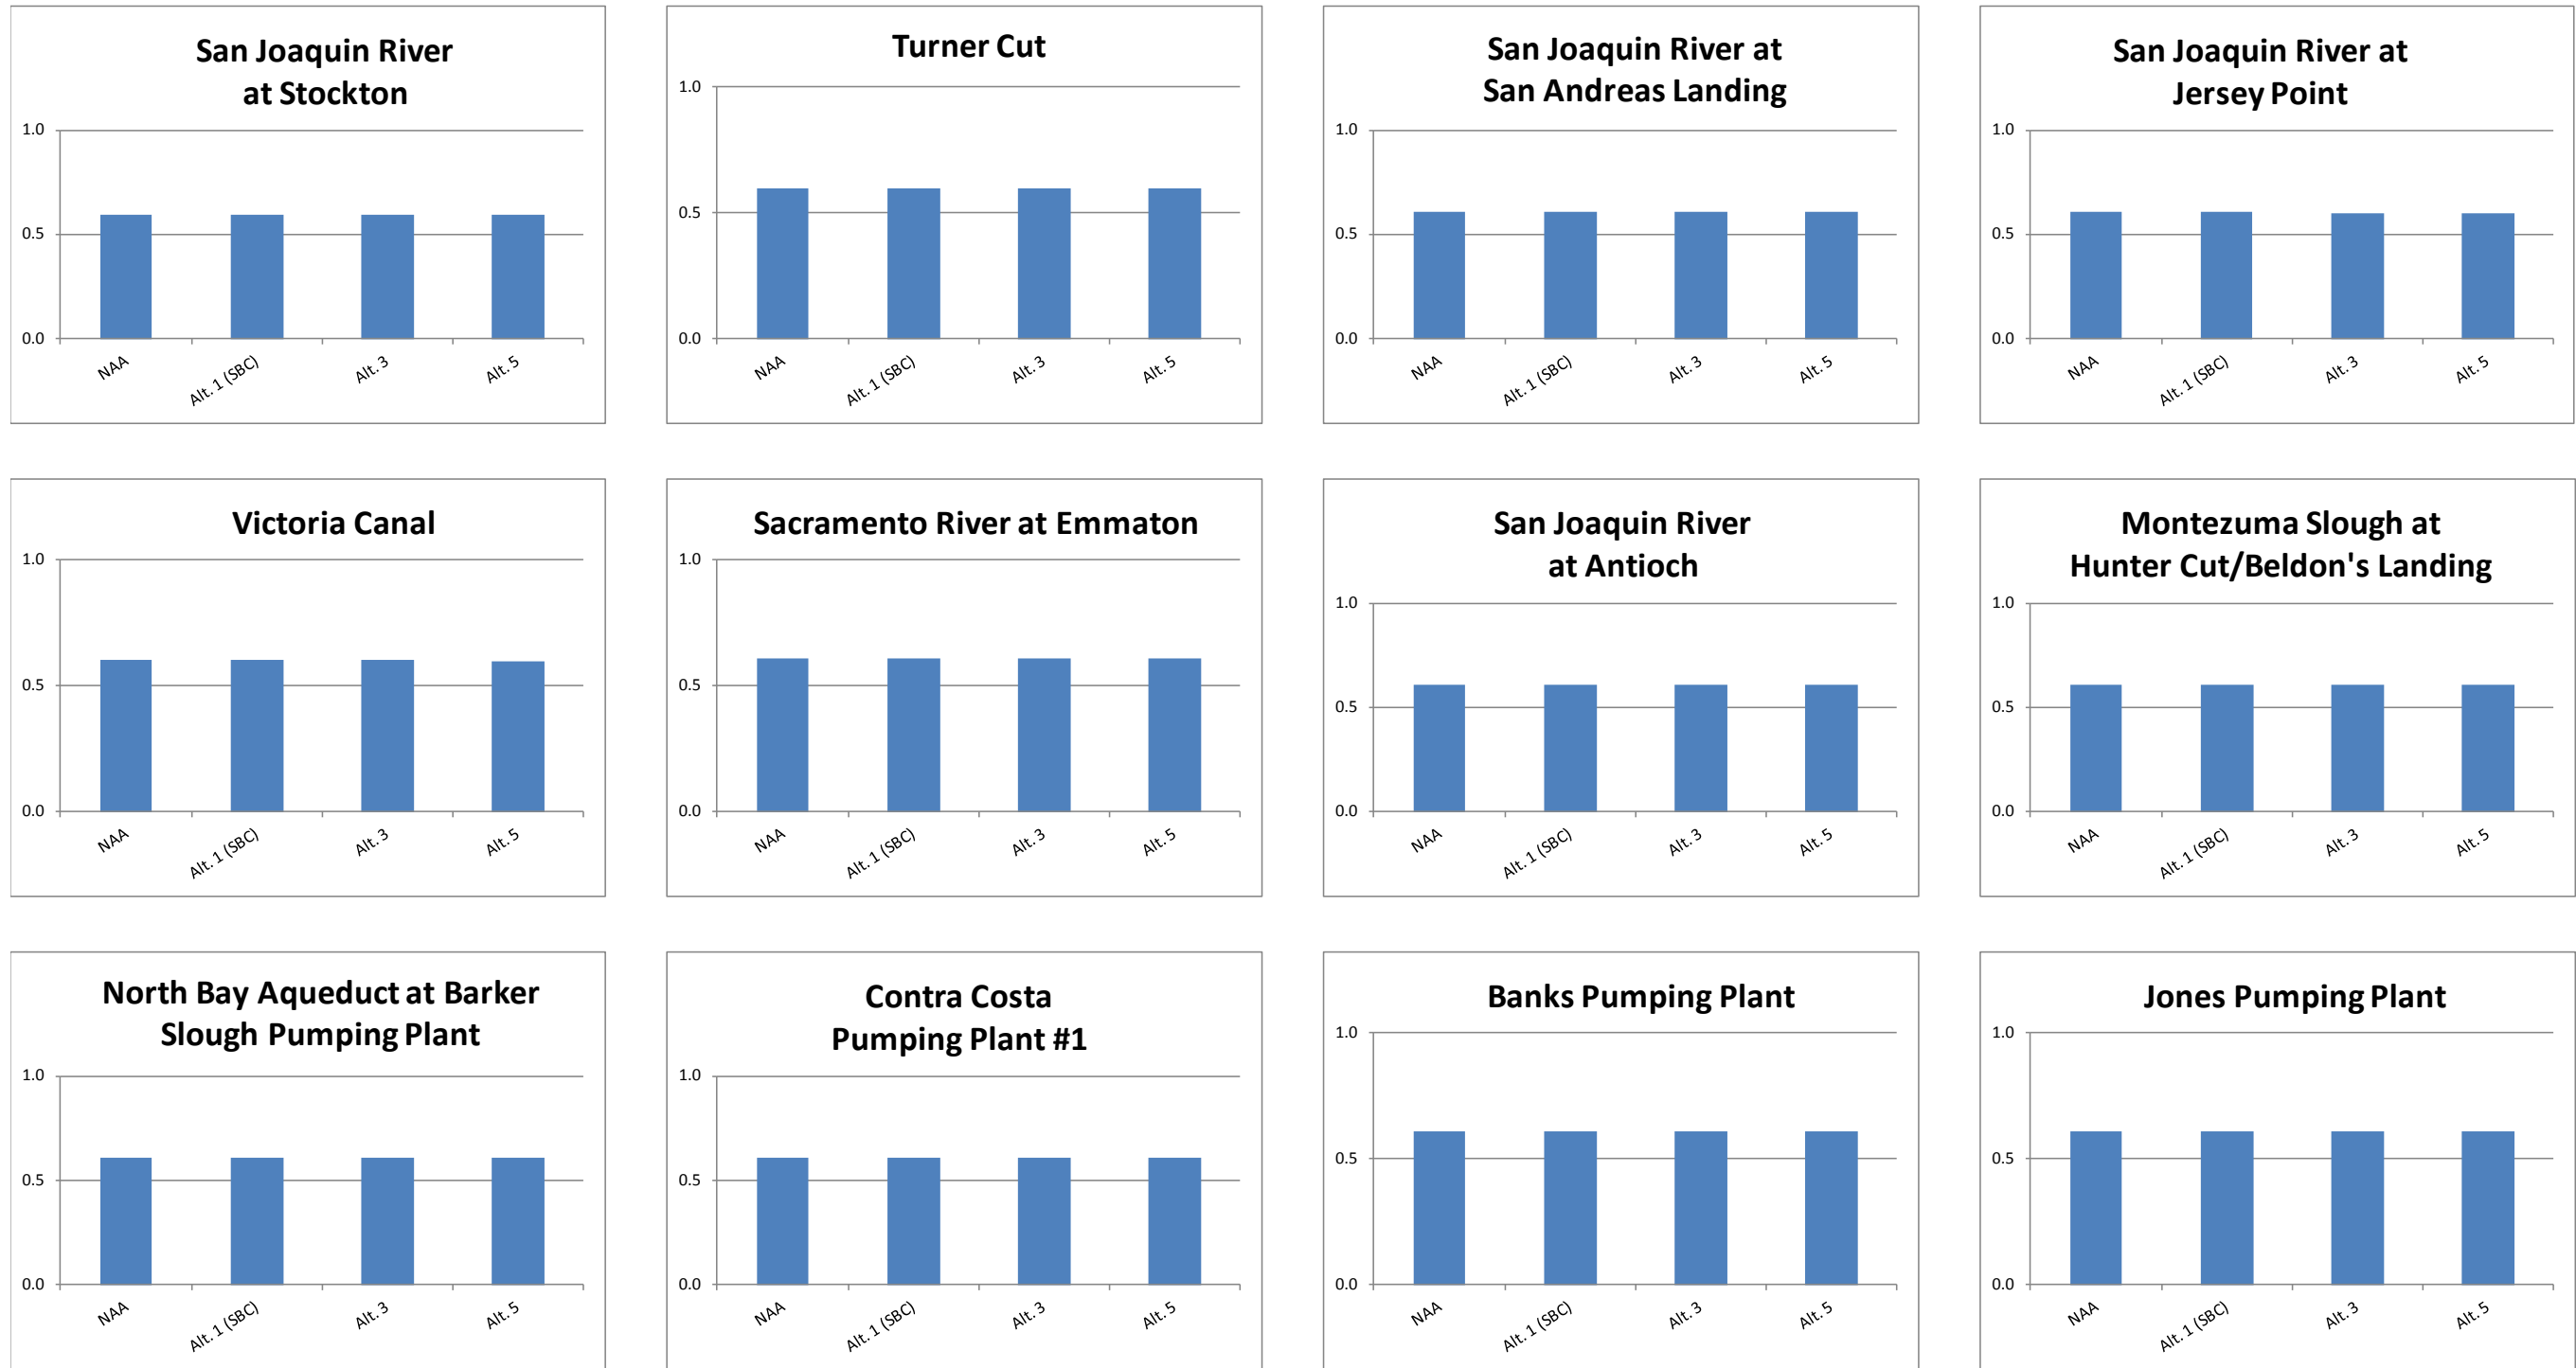 San Joaquin River
at Stockton
1.0
0.5
0.0
NAA
Alt. 1 (SBC)
Alt. 3
Alt. 5
Turner Cut
1.0
0.5
0.0
NAA
Alt. 1 (SBC)
Alt. 3
Alt. 5
San Joaquin River at
San Andreas Landing
1.0
0.5
0.0
NAA
Alt. 1 (SBC)
Alt. 3
Alt. 5
San Joaquin River at
Jersey Point
1.0
0.5
0.0
NAA
Alt. 1 (SBC)
Alt. 3
Alt. 5
Victoria Canal
1.0
0.5
0.0
NAA
Alt. 1 (SBC)
Alt. 3
Alt. 5
Sacramento River at Emmaton
1.0
0.5
0.0
NAA
Alt. 1 (SBC)
Alt. 3
Alt. 5
San Joaquin River
at Antioch
1.0
0.5
0.0
NAA
Alt. 1 (SBC)
Alt. 3
Alt. 5
Montezuma Slough at
Hunter Cut/Beldon's Landing
1.0
0.5
0.0
NAA
Alt. 1 (SBC)
Alt. 3
Alt. 5
North Bay Aqueduct at Barker
Slough Pumping Plant
1.0
0.5
0.0
NAA
Alt. 1 (SBC)
Alt. 3
Alt. 5
Contra Costa
Pumping Plant #1
1.0
0.5
0.0
NAA
Alt. 1 (SBC)
Alt. 3
Alt. 5
Banks Pumping Plant
1.0
0.5
0.0
NAA
Alt. 1 (SBC)
Alt. 3
Alt. 5
Jones Pumping Plant
1.0
0.5
0.0
NAA
Alt. 1 (SBC)
Alt. 3
Alt. 5